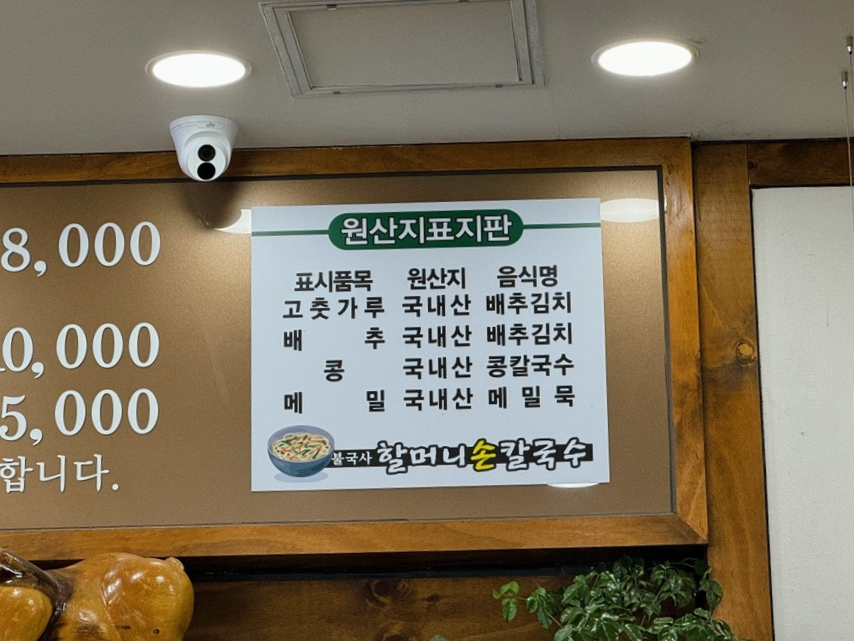 8,000
0,000
5,000
합니다.
원산지표지판
표시품목 원산지 음식명
고춧가루 국내산 배추김치
배추 국내산 배추김치
콩 국내산 콩칼국수
메밀 국내산 메밀묵
불국사 할머니손칼국수